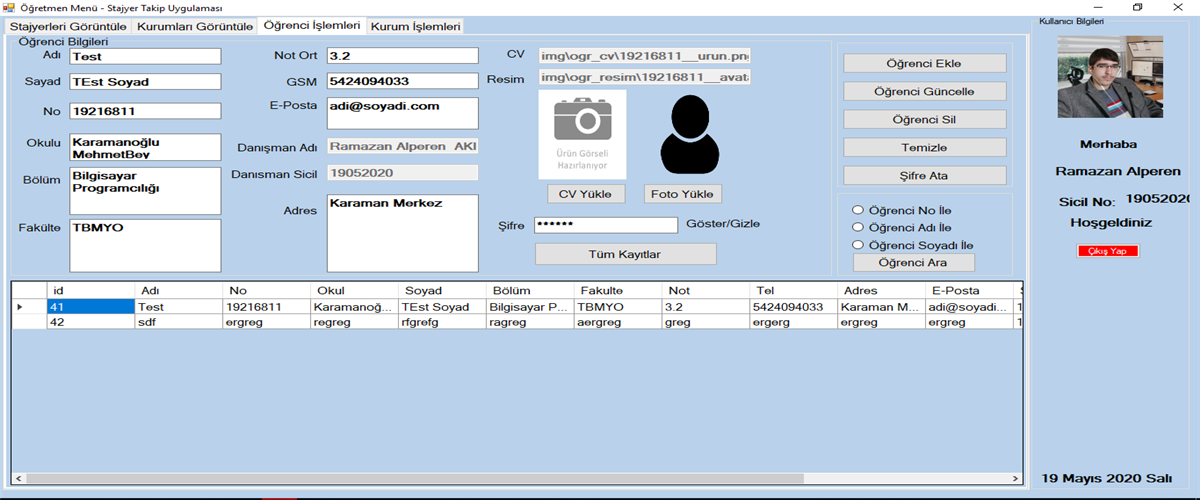 Öğretmen Menü - Stajyer Takip Uygulaması
Stajyerleri Görüntüle Kurumları Görüntüle Öğrenci İşlemleri Kurum İşlemleri
Öğrenci Bilgileri
Adı Test
Sayad TEst Soyad
No 19216811
Okulu Karamanoğlu
MehmetBey
Bölüm Bilgisayar
Programcılığı
Fakülte TBMYO
Not Ort 3.2
GSM 5424094033
E-Posta adi@soyadi.com
Danışman Adı Ramazan Alperen AKI
Danısman Sicil 19052020
Adres Karaman Merkez
CV img\ogr_cv\19216811__urun.pn
Resim img\ogr_resim\19216811__avat
Ürün Görseli
Hazırlanıyor
CV Yükle Foto Yükle
Şifre ****** Göster/Gizle
Tüm Kayıtlar
Öğrenci Ekle
Öğrenci Güncelle
Öğrenci Sil
Temizle
Şifre Ata
Öğrenci No İle
Öğrenci Adı İle
Öğrenci Soyadı İle
Öğrenci Ara
Kullanıcı Bilgileri
Merhaba
Ramazan Alperen
Sicil No: 19052020
Hoşgeldiniz
Çıkış Yap
id Adı No Okul Soyad Bölüm Fakulte Not Tel Adres E-Posta
41 Test 19216811 Karamanoğ... TEst Soyad Bilgisayar P... TBMYO 3.2 5424094033 Karaman M... adi@soyadi... 1
42 sdf ergreg regreg rfgrefg ragreg aergreg greg ergerg ergreg ergreg 1
19 Mayıs 2020 Salı